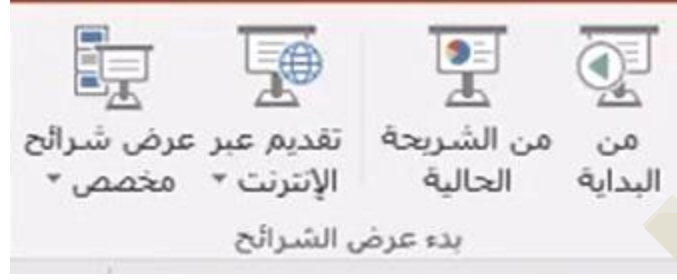 من
البداية
من الشريحة
الحالية
تقديم عبر
الإنترنت
عرض شرائح
مخصص
بدء عرض الشرائح